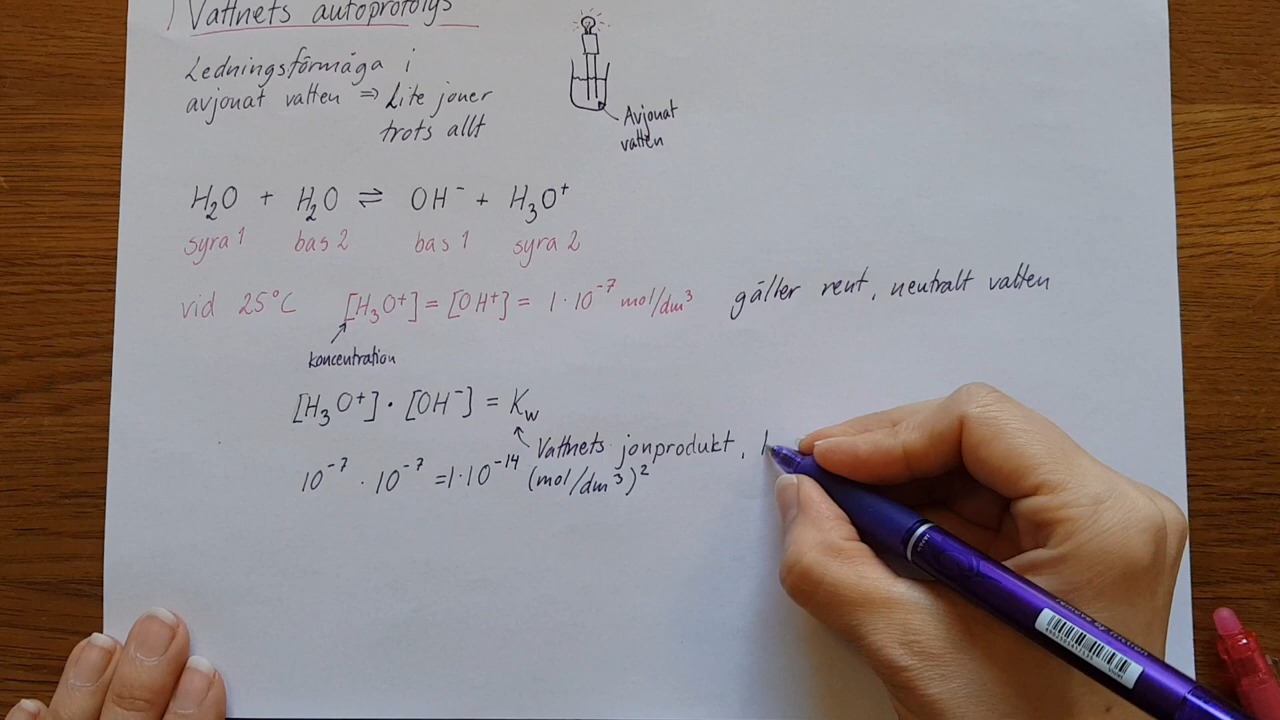 ) Vattnets autoprotolys
Ledningsförmåga i
avjonat vatten ⇒ Lite joner
trots allt
Avjonat
vatten
H₂O + H₂O ⇌ OH⁻ + H₃O⁺
syra 1 bas 2 bas 1 syra 2
vid 25°C [H₃O⁺] = [OH⁺] = 1·10⁻⁷ mol/dm³ gäller rent, neutralt vatten
koncentration
[H₃O⁺] · [OH⁻] = Kw
Vattnets jonprodukt,
10⁻⁷ · 10⁻⁷ = 1·10⁻¹⁴ (mol/dm³)²